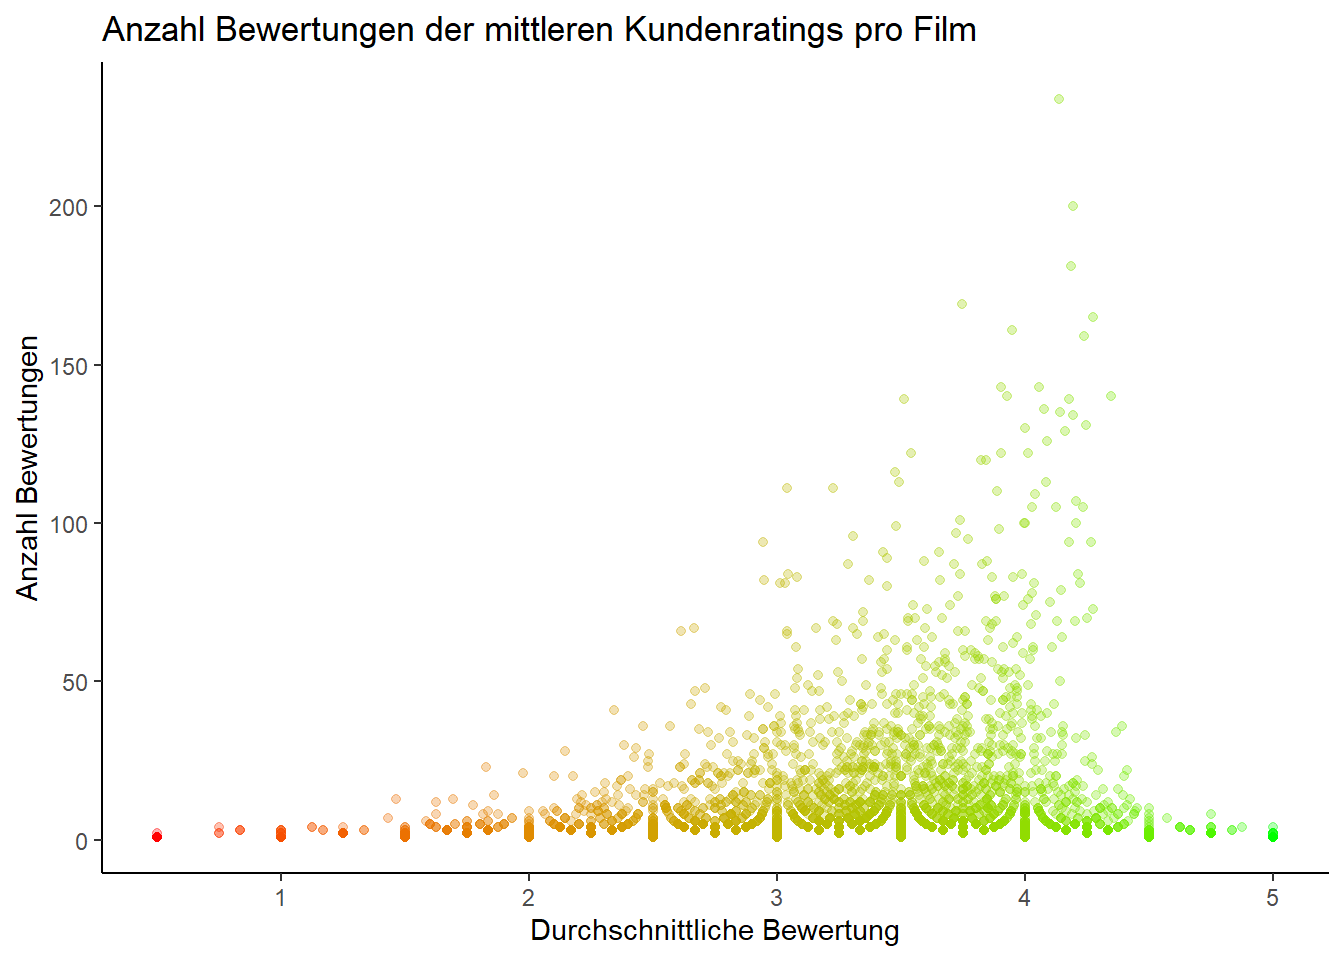 Anzahl Bewertungen der mittleren Kundenratings pro Film
Anzahl Bewertungen
200
150
100
50
0
1 2 3 4 5
Durchschnittliche Bewertung